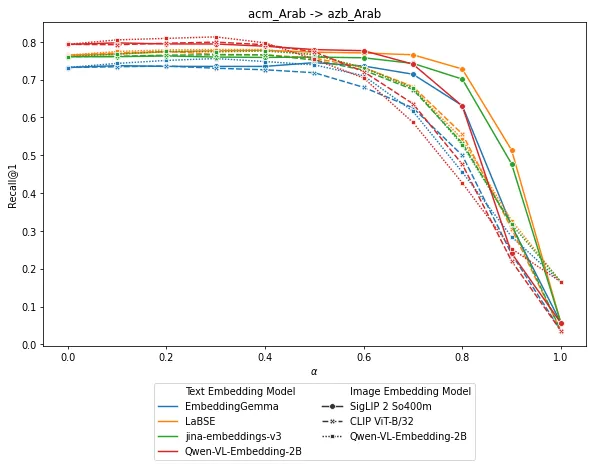 acm_Arab -> azb_Arab
Recall@1
0.8
0.7
0.6
0.5
0.4
0.3
0.2
0.1
0.0
0.0 0.2 0.4 0.6 0.8 1.0
α
Text Embedding Model Image Embedding Model
EmbeddingGemma SigLIP 2 So400m
LaBSE CLIP ViT-B/32
jina-embeddings-v3 Qwen-VL-Embedding-2B
Qwen-VL-Embedding-2B